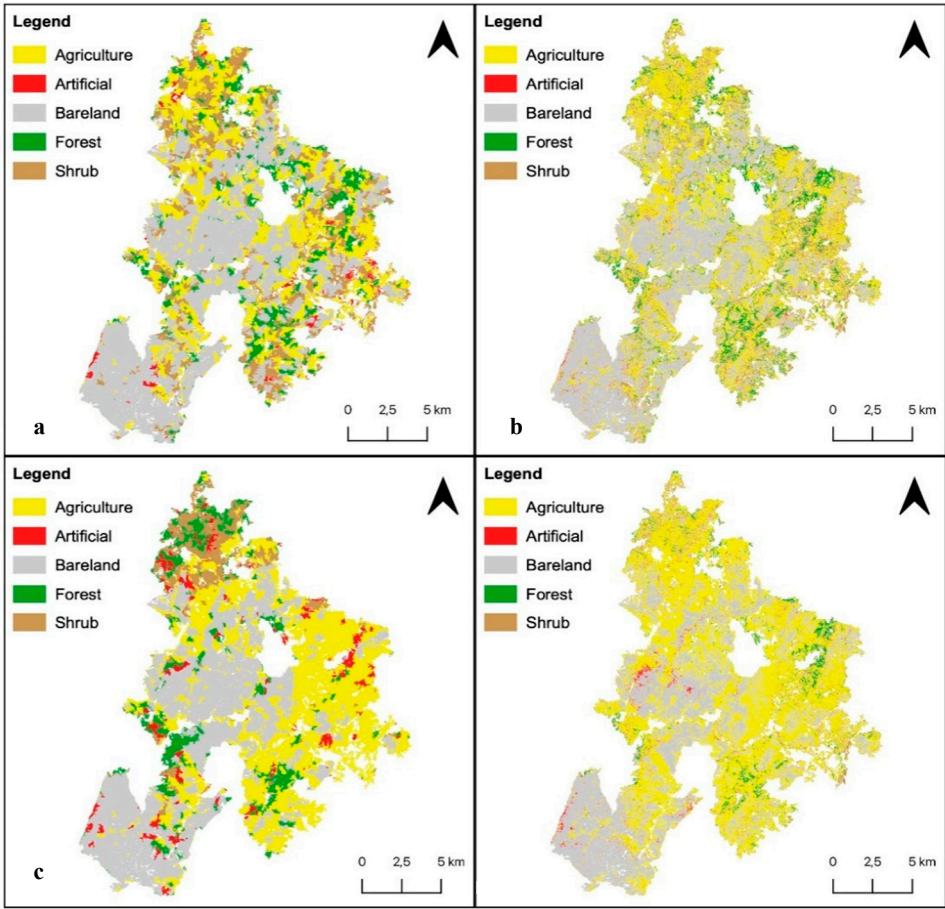 Legend
Agriculture
Artificial
Bareland
Forest
Shrub
0 2,5 5 km
a
Legend
Agriculture
Artificial
Bareland
Forest
Shrub
0 2,5 5 km
b
Legend
Agriculture
Artificial
Bareland
Forest
Shrub
0 2,5 5 km
c
Legend
Agriculture
Artificial
Bareland
Forest
Shrub
0 2,5 5 km